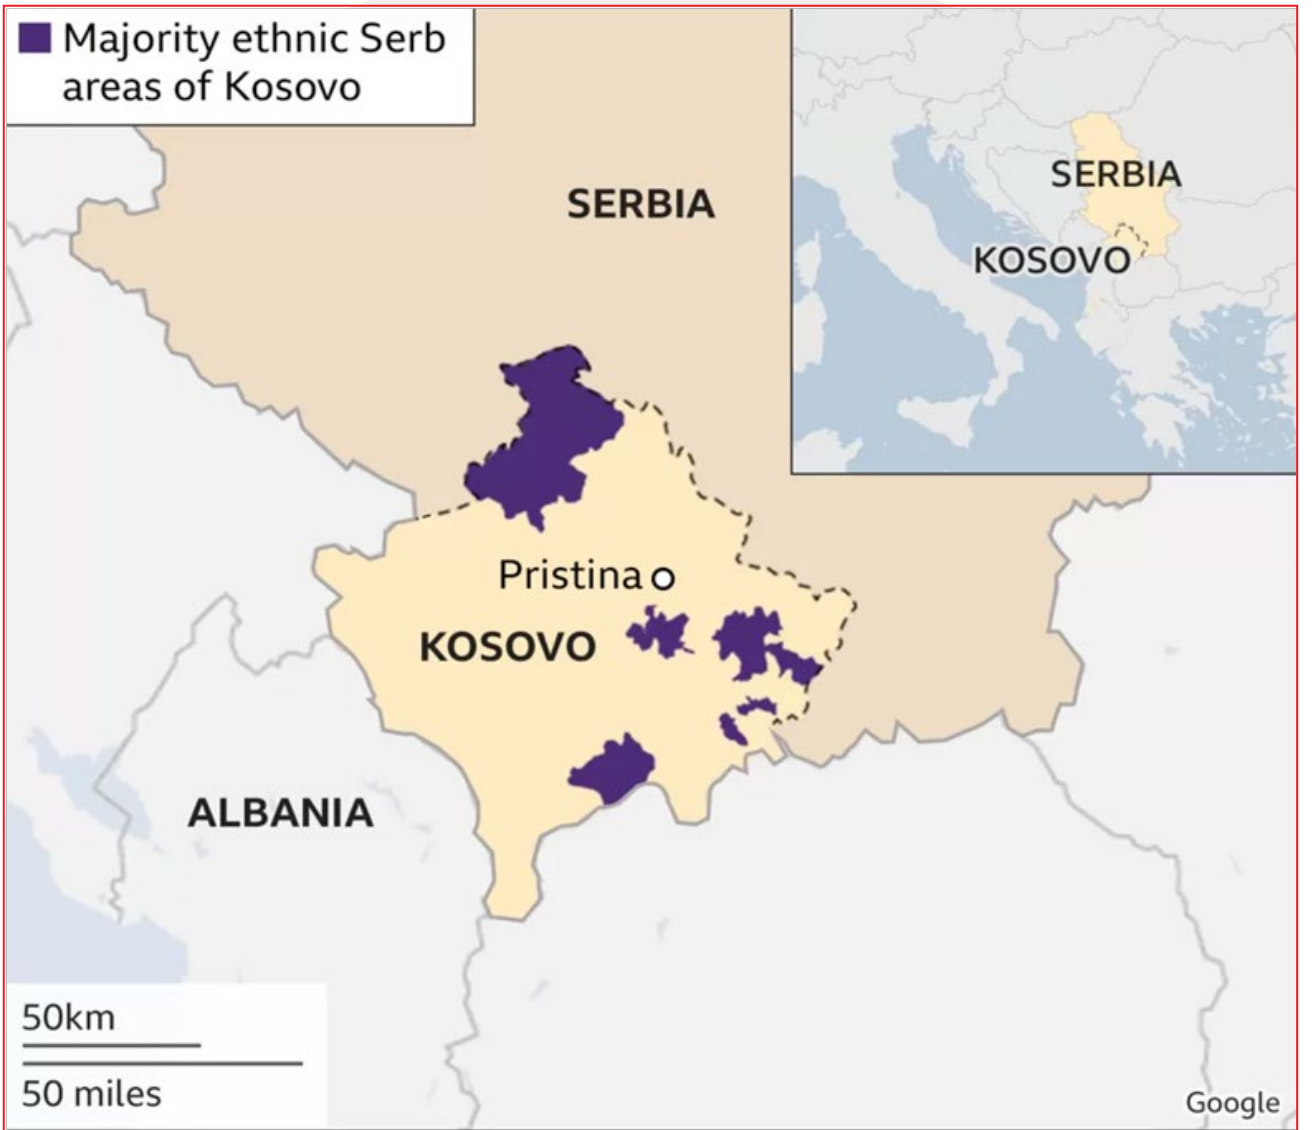 Majority ethnic Serb
areas of Kosovo
SERBIA
SERBIA
KOSOVO
Pristina
KOSOVO
ALBANIA
50km
50 miles
Google